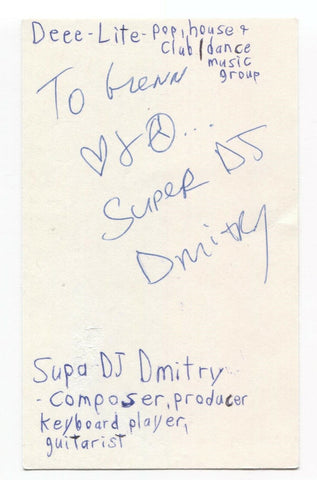 Deee-Lite-pop, house +
club/dance
music
group
To Glenn
♡ & Ⓐ...
Super DJ
Dmitry
Supa DJ Dmitry
- composer, producer
keyboard player,
guitarist